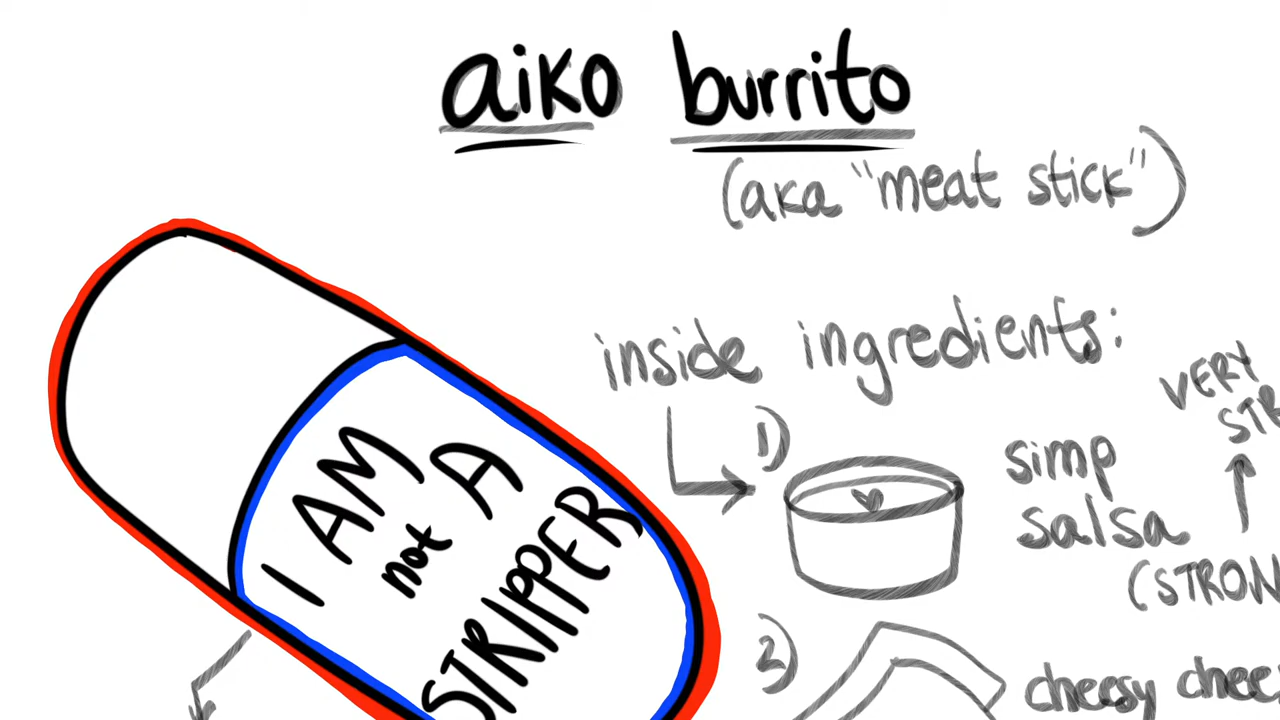 aiko burrito
(aka "meat stick")
inside ingredients:
VERY
1)
simp
salsa
I AM
not A
STRIPPER
2)
cheesy